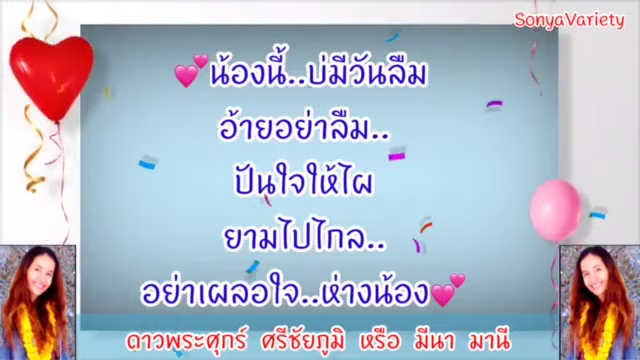 SonyaVariety
น้องนี้..บ่มีวันลืม
อ้ายอย่าลืม..
ปันใจให้ไผ
ยามไปไกล..
อย่าเผลอใจ..ห่างน้อง
ดาวพระศุกร์ ศรีชัยภูมิ หรือ มีนา มานี